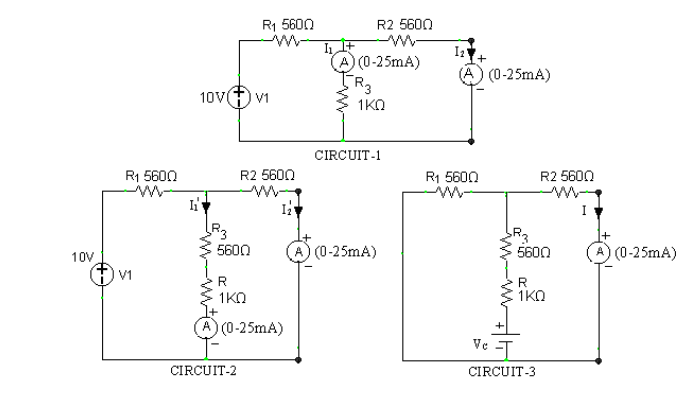 R1 560Ω R2 560Ω
I1 + I2
A (0-25mA) + A (0-25mA)
− −
10V V1 R3
1KΩ
CIRCUIT-1
R1 560Ω R2 560Ω
I1' I2'
R3
560Ω + A (0-25mA)
−
10V V1
R
1KΩ
+
A (0-25mA)
−
CIRCUIT-2
R1 560Ω R2 560Ω
I
R3
560Ω + A (0-25mA)
−
R
1KΩ
+
Vc −
CIRCUIT-3